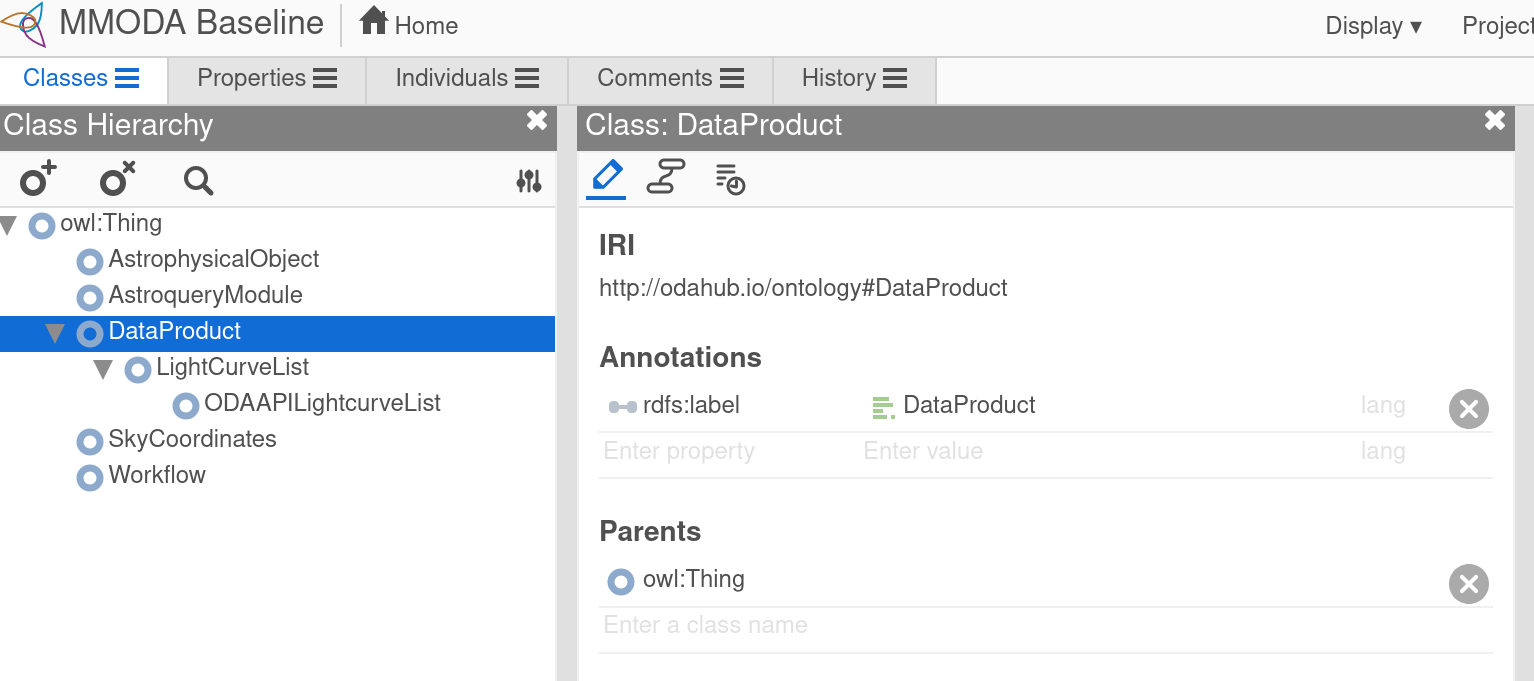 MMODA Baseline Home Display ▾
Classes Properties Individuals Comments History
Class Hierarchy
owl:Thing
AstrophysicalObject
AstroqueryModule
DataProduct
LightCurveList
ODAAPILightcurveList
SkyCoordinates
Workflow
Class: DataProduct
IRI
http://odahub.io/ontology#DataProduct
Annotations
rdfs:label DataProduct lang
Enter property Enter value lang
Parents
owl:Thing
Enter a class name